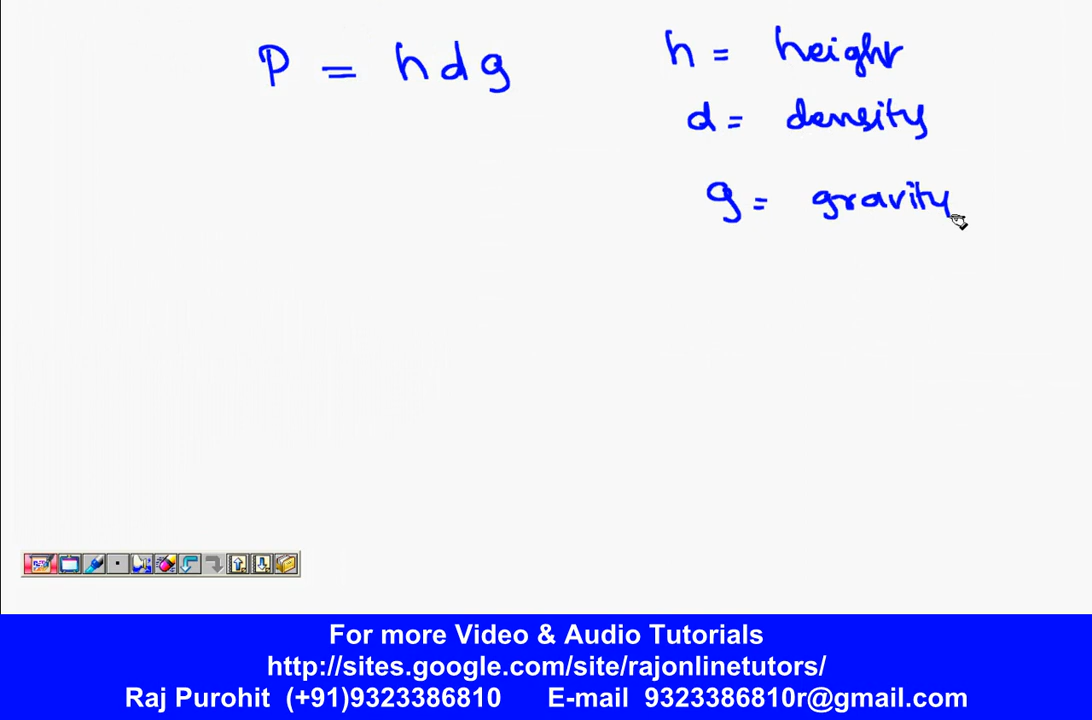 P = h d g
h = height
d = density
g = gravity
For more Video & Audio Tutorials
http://sites.google.com/site/rajonlinetutors/
Raj Purohit (+91)9323386810 E-mail 9323386810r@gmail.com